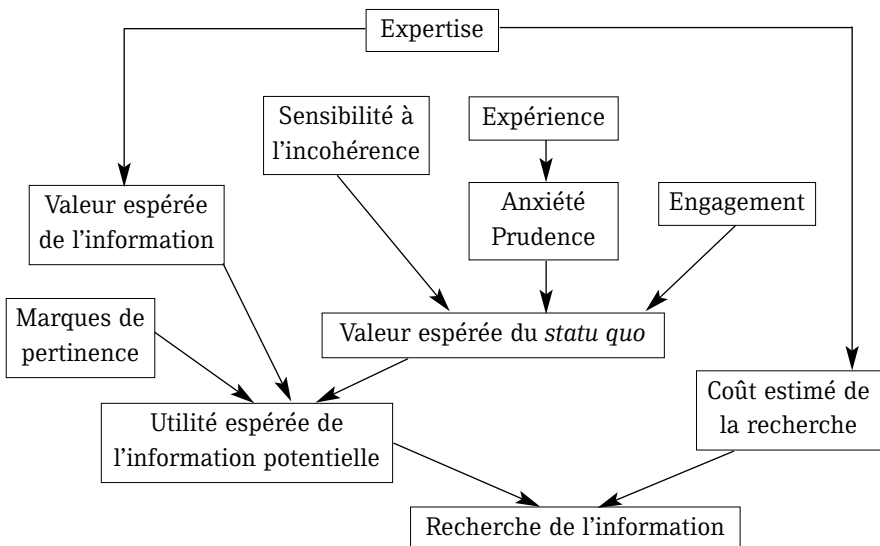 Expertise
Sensibilité à
l’incohérence
Expérience
Valeur espérée
de l’information
Anxiété
Prudence
Engagement
Marques de
pertinence
Valeur espérée du statu quo
Utilité espérée de
l’information potentielle
Coût estimé de
la recherche
Recherche de l’information